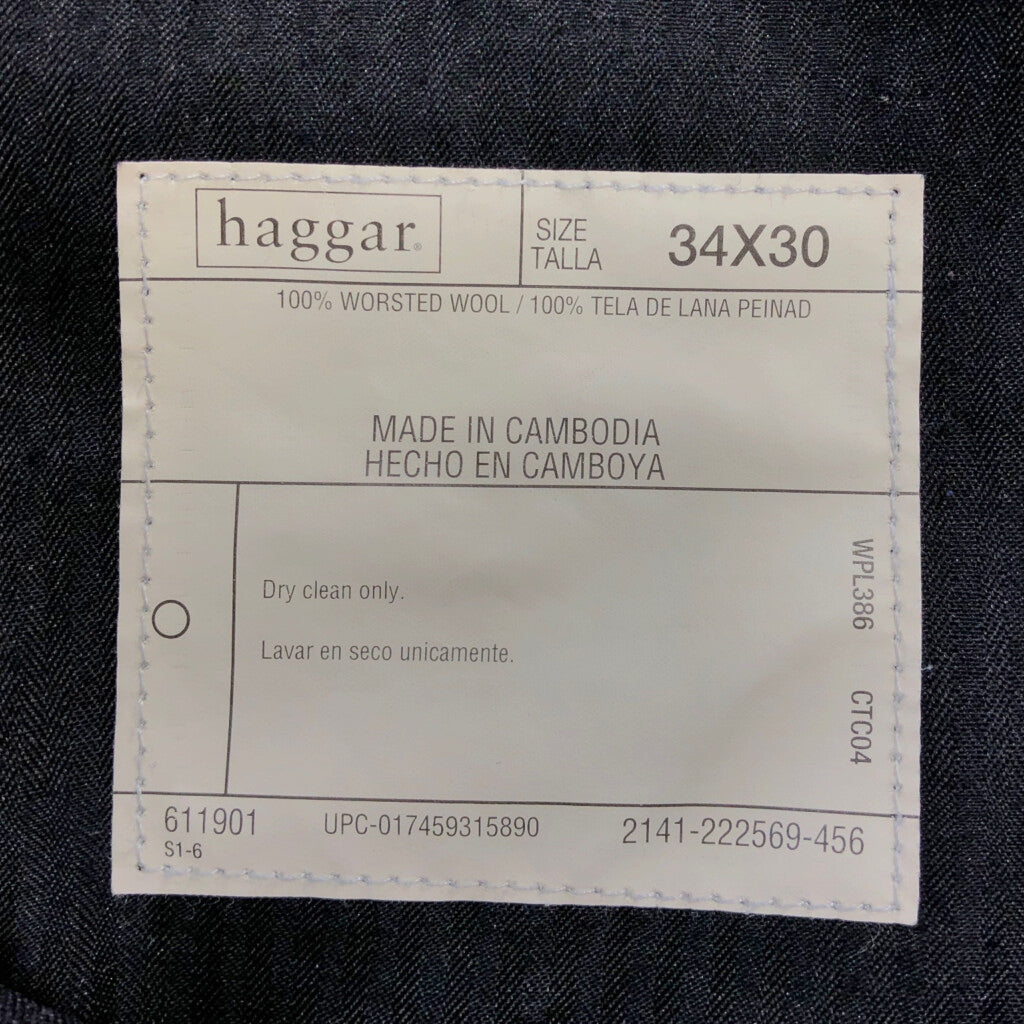 haggar®
SIZE
TALLA
34X30
100% WORSTED WOOL / 100% TELA DE LANA PEINAD
MADE IN CAMBODIA
HECHO EN CAMBOYA
Dry clean only.
Lavar en seco unicamente.
WPL386 CTC04
611901 UPC-017459315890 2141-222569-456
S1-6